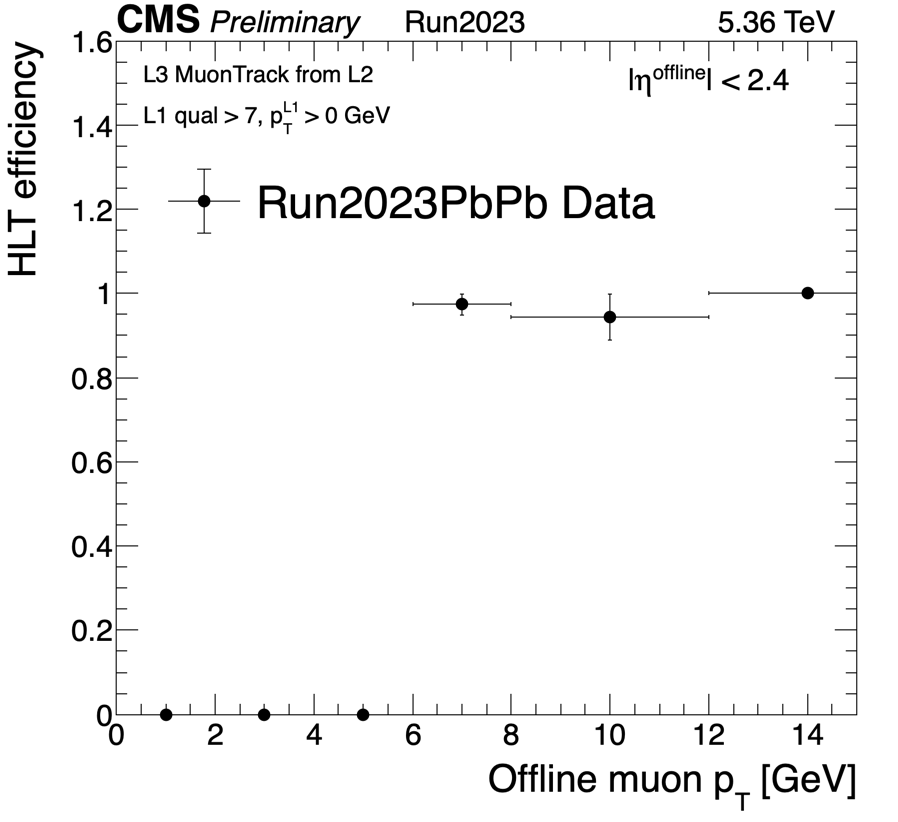 CMS Preliminary Run2023 5.36 TeV
L3 MuonTrack from L2
|η^offline| < 2.4
L1 qual > 7, p_T^L1 > 0 GeV
Run2023PbPb Data
HLT efficiency
1.6
1.4
1.2
1
0.8
0.6
0.4
0.2
0
0 2 4 6 8 10 12 14
Offline muon p_T [GeV]